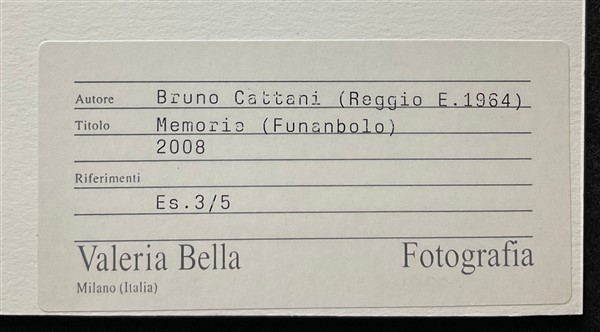 Autore Bruno Cattani (Reggio E.1964)
Titolo Memorie (Funanbolo)
2008
Riferimenti
Es.3/5
Valeria Bella Fotografia
Milano (Italia)